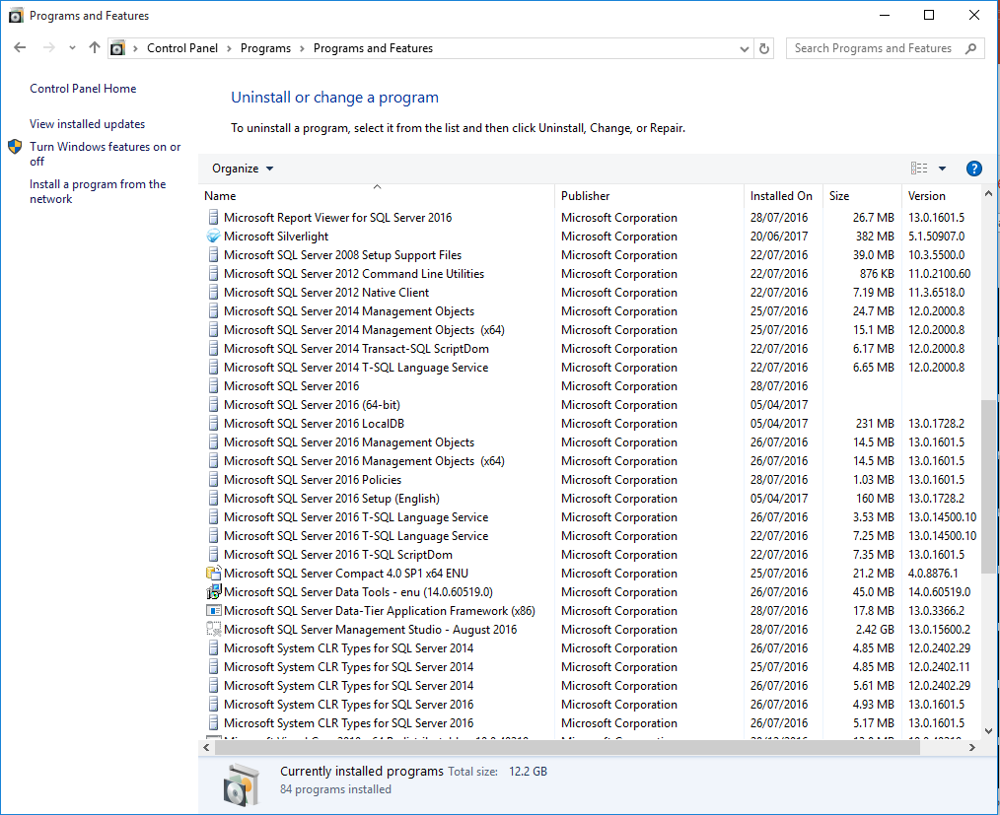 Programs and Features
Control Panel > Programs > Programs and Features
Search Programs and Features
Control Panel Home
View installed updates
Turn Windows features on or
off
Install a program from the
network
Uninstall or change a program
To uninstall a program, select it from the list and then click Uninstall, Change, or Repair.
Organize
Name Publisher Installed On Size Version
Microsoft Report Viewer for SQL Server 2016 Microsoft Corporation 28/07/2016 26.7 MB 13.0.1601.5
Microsoft Silverlight Microsoft Corporation 20/06/2017 382 MB 5.1.50907.0
Microsoft SQL Server 2008 Setup Support Files Microsoft Corporation 22/07/2016 39.0 MB 10.3.5500.0
Microsoft SQL Server 2012 Command Line Utilities Microsoft Corporation 22/07/2016 876 KB 11.0.2100.60
Microsoft SQL Server 2012 Native Client Microsoft Corporation 22/07/2016 7.19 MB 11.3.6518.0
Microsoft SQL Server 2014 Management Objects Microsoft Corporation 25/07/2016 24.7 MB 12.0.2000.8
Microsoft SQL Server 2014 Management Objects (x64) Microsoft Corporation 25/07/2016 15.1 MB 12.0.2000.8
Microsoft SQL Server 2014 Transact-SQL ScriptDom Microsoft Corporation 22/07/2016 6.17 MB 12.0.2000.8
Microsoft SQL Server 2014 T-SQL Language Service Microsoft Corporation 22/07/2016 6.65 MB 12.0.2000.8
Microsoft SQL Server 2016 Microsoft Corporation 28/07/2016
Microsoft SQL Server 2016 (64-bit) Microsoft Corporation 05/04/2017
Microsoft SQL Server 2016 LocalDB Microsoft Corporation 05/04/2017 231 MB 13.0.1728.2
Microsoft SQL Server 2016 Management Objects Microsoft Corporation 26/07/2016 14.5 MB 13.0.1601.5
Microsoft SQL Server 2016 Management Objects (x64) Microsoft Corporation 26/07/2016 14.5 MB 13.0.1601.5
Microsoft SQL Server 2016 Policies Microsoft Corporation 28/07/2016 1.03 MB 13.0.1601.5
Microsoft SQL Server 2016 Setup (English) Microsoft Corporation 05/04/2017 160 MB 13.0.1728.2
Microsoft SQL Server 2016 T-SQL Language Service Microsoft Corporation 26/07/2016 3.53 MB 13.0.14500.10
Microsoft SQL Server 2016 T-SQL Language Service Microsoft Corporation 22/07/2016 7.25 MB 13.0.14500.10
Microsoft SQL Server 2016 T-SQL ScriptDom Microsoft Corporation 22/07/2016 7.35 MB 13.0.1601.5
Microsoft SQL Server Compact 4.0 SP1 x64 ENU Microsoft Corporation 25/07/2016 21.2 MB 4.0.8876.1
Microsoft SQL Server Data Tools - enu (14.0.60519.0) Microsoft Corporation 26/07/2016 45.0 MB 14.0.60519.0
Microsoft SQL Server Data-Tier Application Framework (x86) Microsoft Corporation 28/07/2016 17.8 MB 13.0.3366.2
Microsoft SQL Server Management Studio - August 2016 Microsoft Corporation 28/07/2016 2.42 GB 13.0.15600.2
Microsoft System CLR Types for SQL Server 2014 Microsoft Corporation 26/07/2016 4.85 MB 12.0.2402.29
Microsoft System CLR Types for SQL Server 2014 Microsoft Corporation 25/07/2016 4.85 MB 12.0.2402.11
Microsoft System CLR Types for SQL Server 2014 Microsoft Corporation 26/07/2016 5.61 MB 12.0.2402.29
Microsoft System CLR Types for SQL Server 2016 Microsoft Corporation 26/07/2016 4.93 MB 13.0.1601.5
Microsoft System CLR Types for SQL Server 2016 Microsoft Corporation 26/07/2016 5.17 MB 13.0.1601.5
Currently installed programs Total size: 12.2 GB
84 programs installed